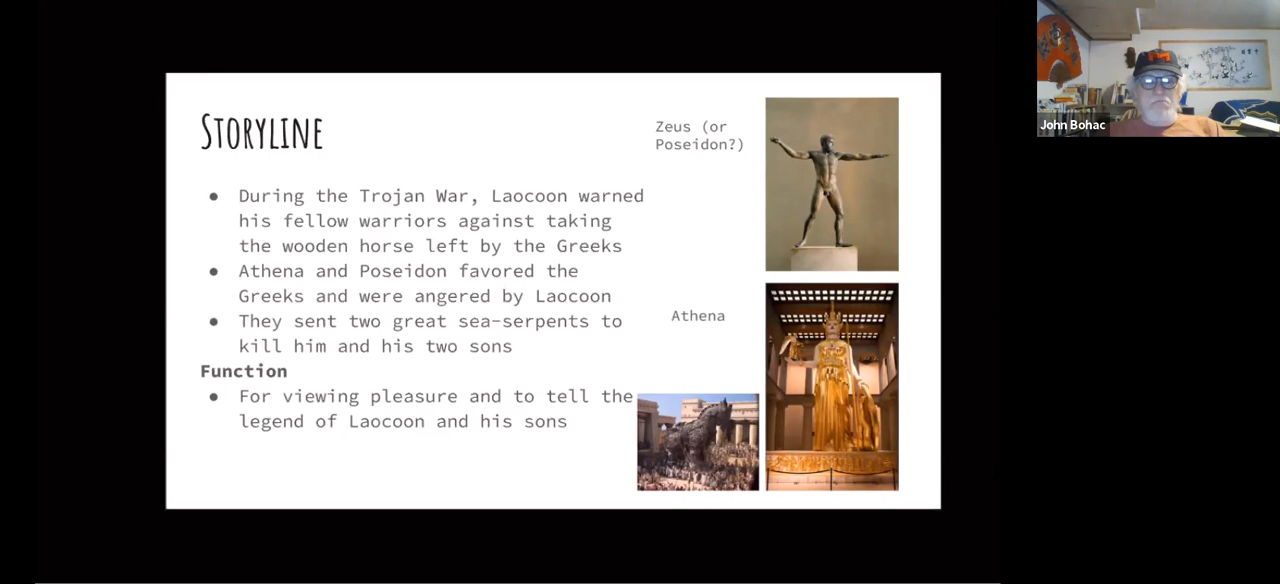 STORYLINE
Zeus (or
Poseidon?)
● During the Trojan War, Laocoon warned
his fellow warriors against taking
the wooden horse left by the Greeks
● Athena and Poseidon favored the
Greeks and were angered by Laocoon
● They sent two great sea-serpents to
kill him and his two sons
Function
● For viewing pleasure and to tell the
legend of Laocoon and his sons
Athena
John Bohac